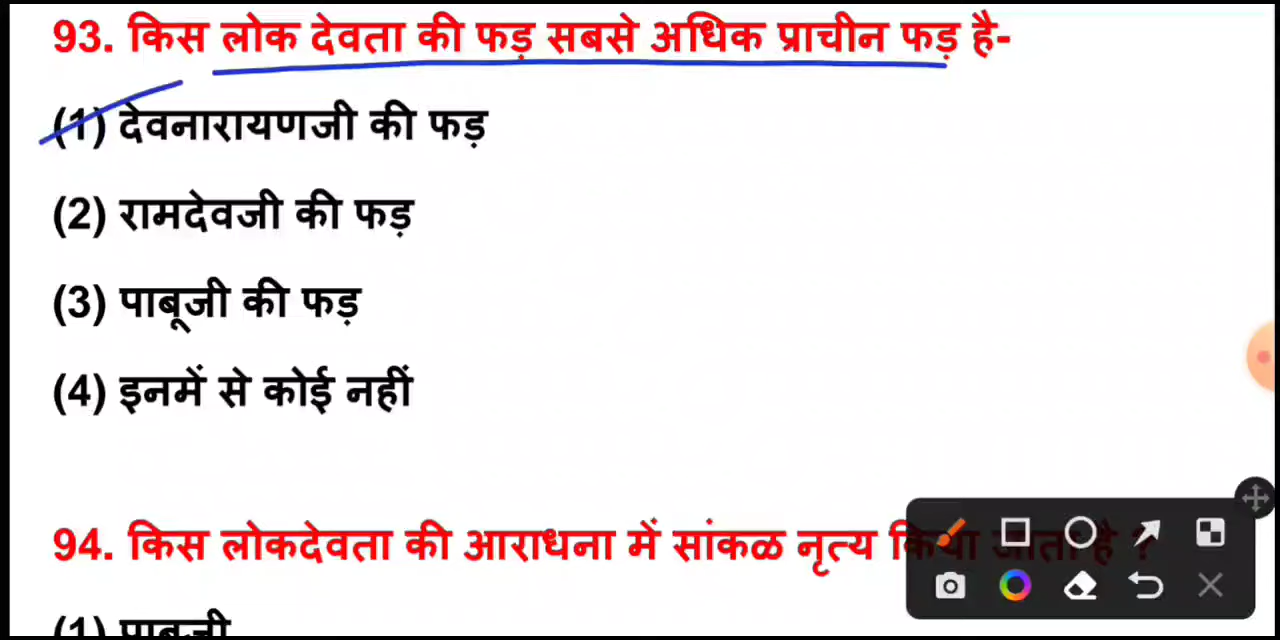 93. किस लोक देवता की फड़ सबसे अधिक प्राचीन फड़ है-
(1) देवनारायणजी की फड़
(2) रामदेवजी की फड़
(3) पाबूजी की फड़
(4) इनमें से कोई नहीं
94. किस लोकदेवता की आराधना में सांकळ नृत्य किया जाता है ?
(1) पाबूजी